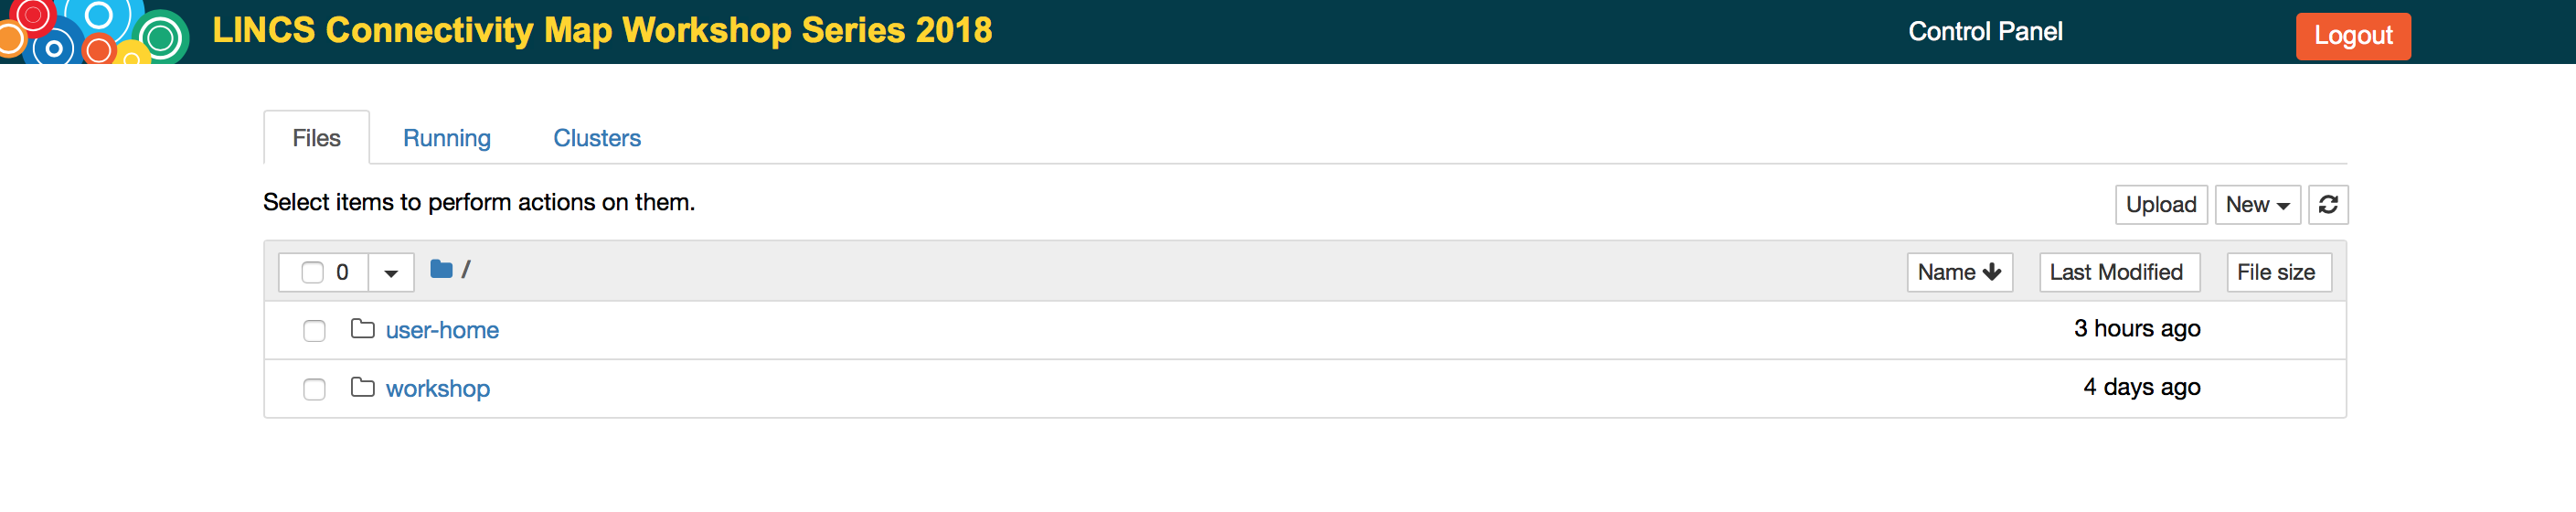 LINCS Connectivity Map Workshop Series 2018 Control Panel Logout
Files Running Clusters
Select items to perform actions on them. Upload New
0 / Name Last Modified File size
user-home 3 hours ago
workshop 4 days ago